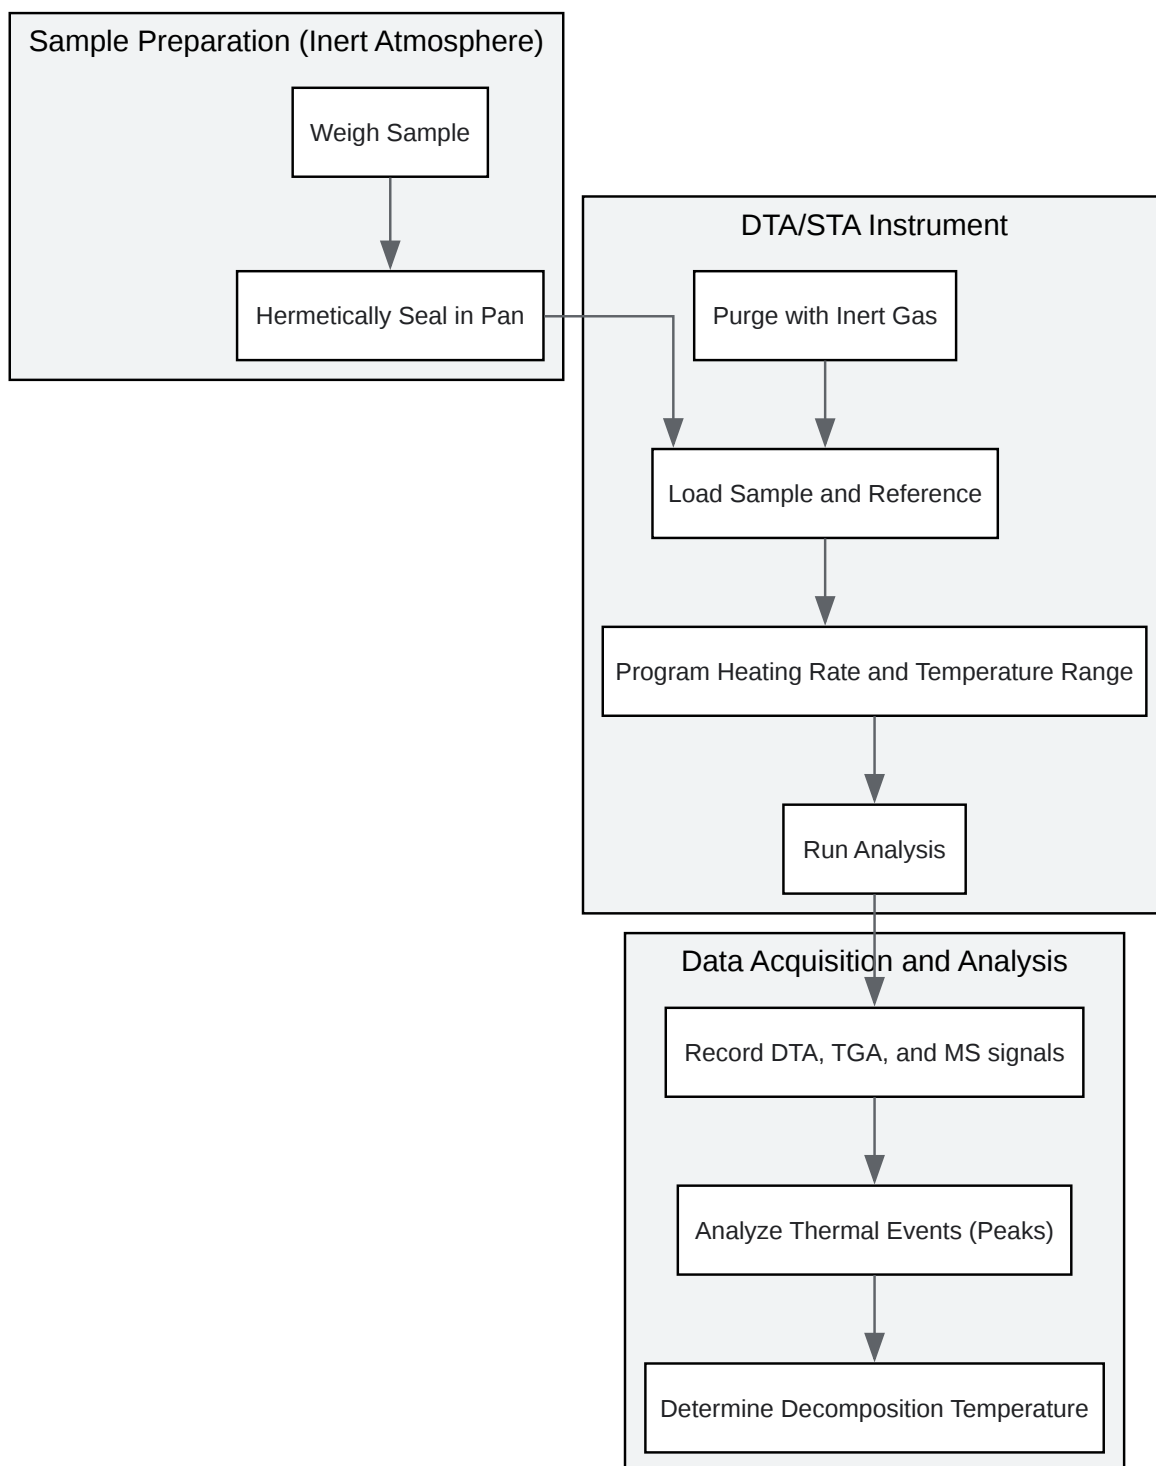 Sample Preparation (Inert Atmosphere)
Weigh Sample
Hermetically Seal in Pan
DTA/STA Instrument
Purge with Inert Gas
Load Sample and Reference
Program Heating Rate and Temperature Range
Run Analysis
Data Acquisition and Analysis
Record DTA, TGA, and MS signals
Analyze Thermal Events (Peaks)
Determine Decomposition Temperature